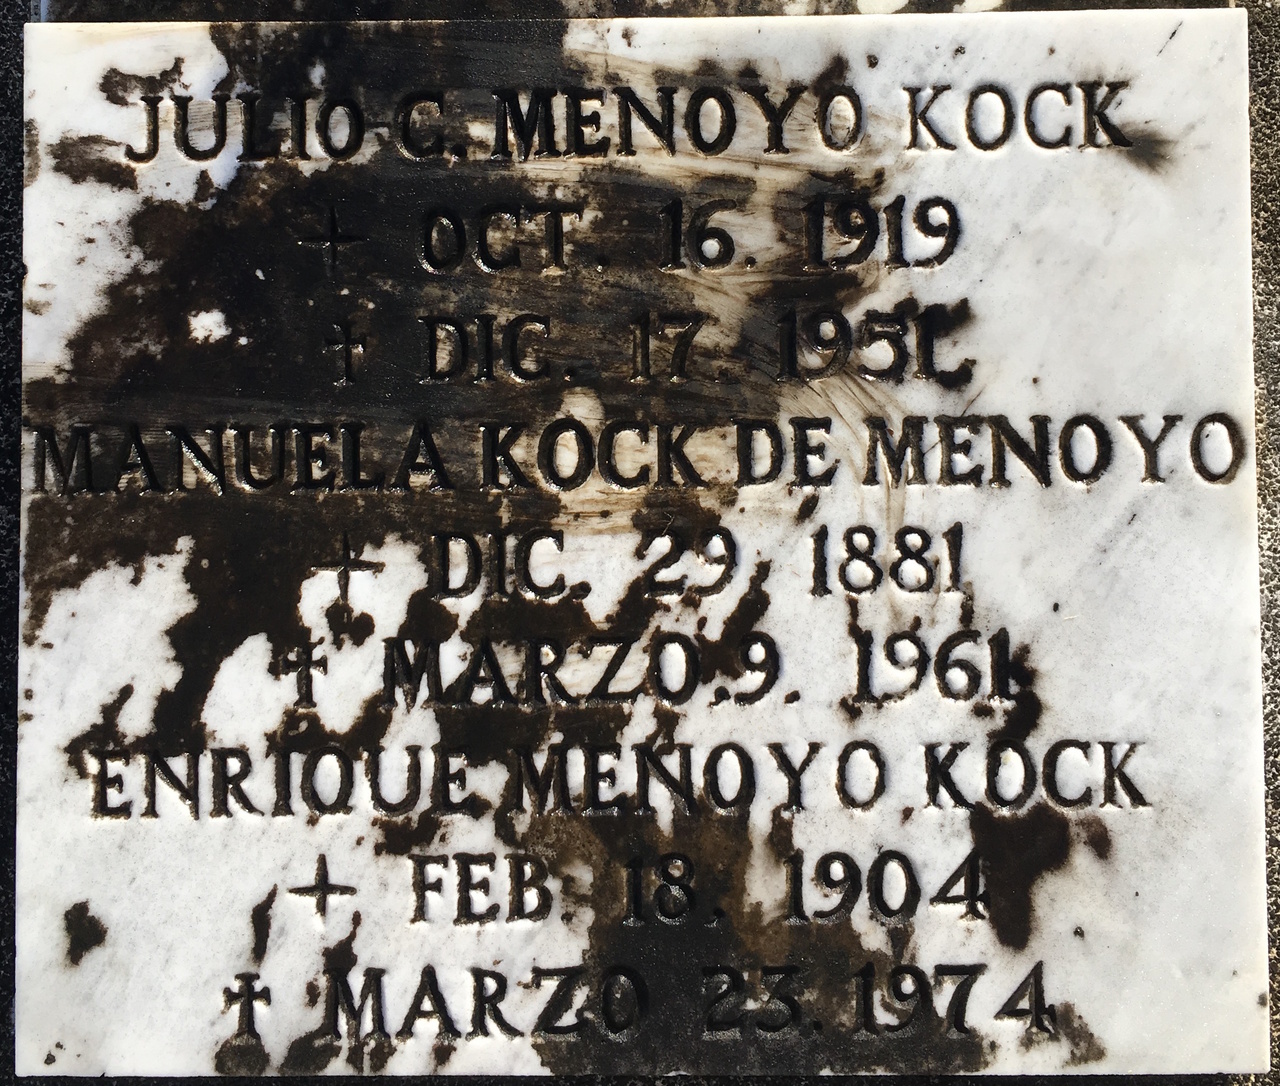 JULIO C. MENOYO KOCK
+ OCT. 16. 1919
† DIC. 17. 1951
MANUELA KOCK DE MENOYO
+ DIC. 29, 1881
† MARZO.9. 1961
ENRIQUE MENOYO KOCK
+ FEB. 18. 1904
† MARZO 23. 1974